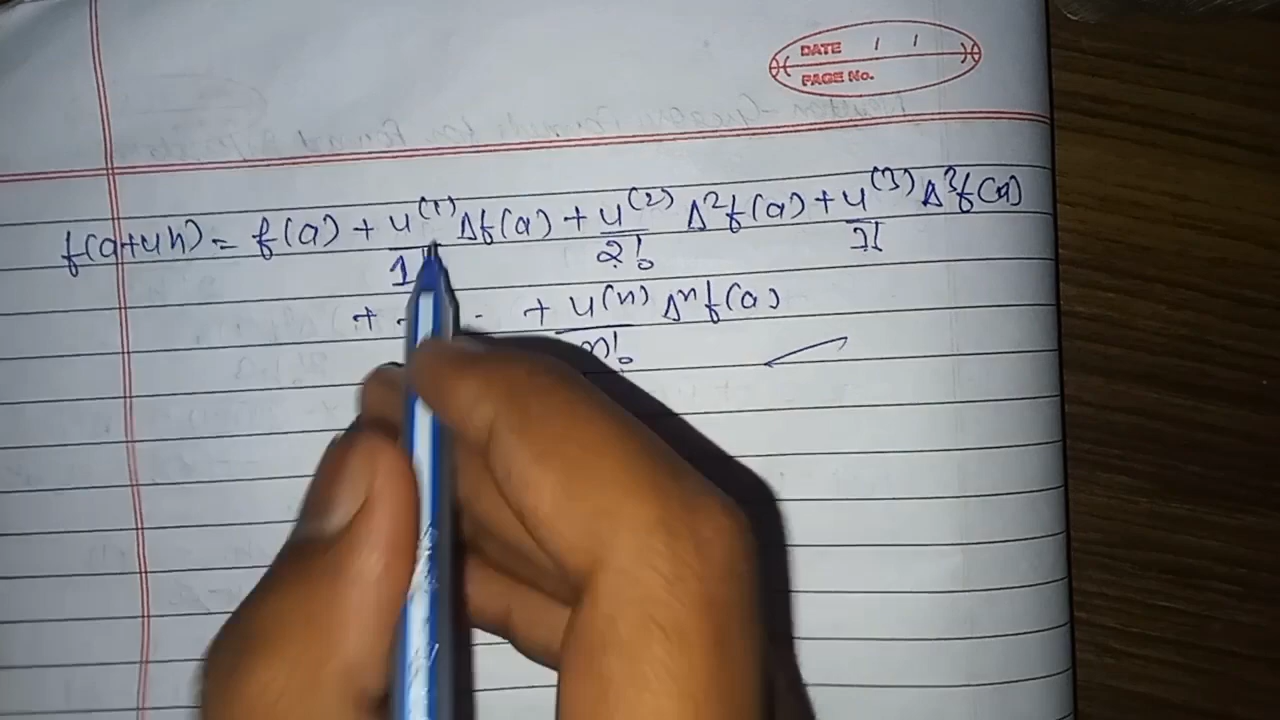 DATE / /
PAGE No.
f(a+uh) = f(a) + u^(1)/1 Δf(a) + u^(2)/2! Δ²f(a) + u^(3)/3! Δ³f(a)
+ - - + u^(n)/n! Δⁿf(a)